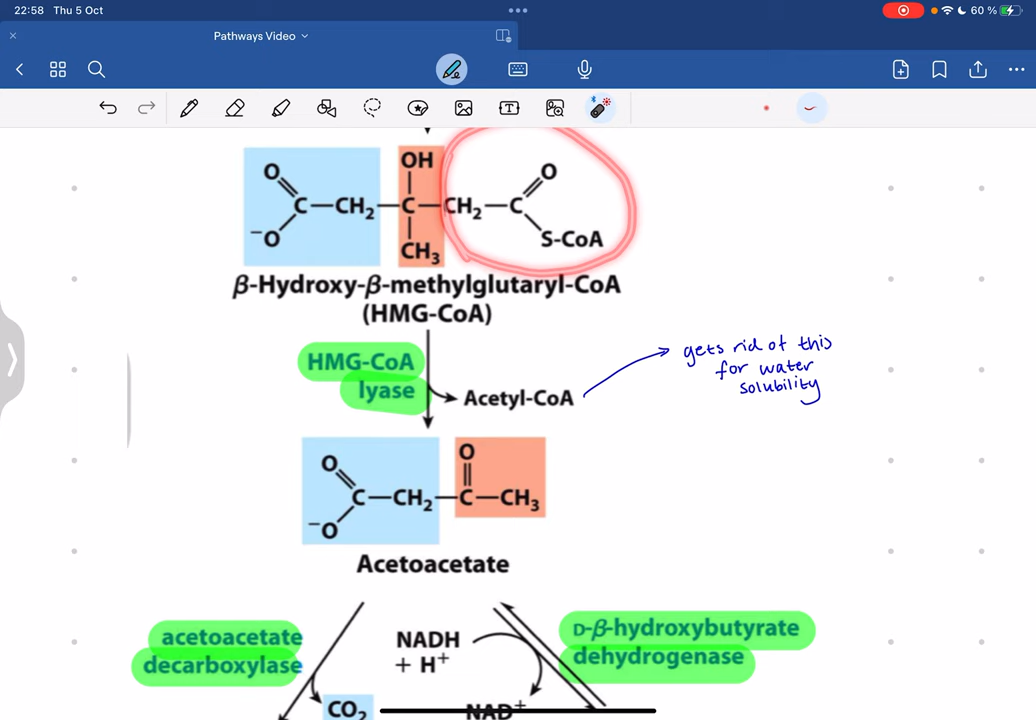 22:58 Thu 5 Oct
60 %
Pathways Video
OH
O
O
C—CH₂—C—CH₂—C
⁻O
S-CoA
CH₃
β-Hydroxy-β-methylglutaryl-CoA
(HMG-CoA)
HMG-CoA
lyase
Acetyl-CoA
gets rid of this
for water
solubility
O
O
C—CH₂—C—CH₃
⁻O
Acetoacetate
acetoacetate
decarboxylase
NADH
+ H⁺
D-β-hydroxybutyrate
dehydrogenase
CO₂
NAD⁺